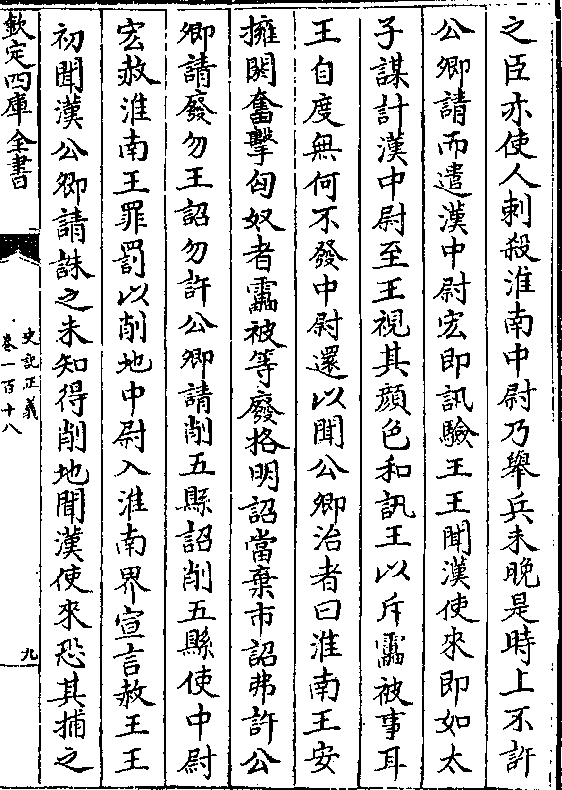 之臣亦使人刺殺淮南中尉乃舉兵未晚是時上不許
公卿請而遣漢中尉宏即訊驗王王聞漢使來即如太
子謀計漢中尉至王視其顔色和訊王以斥靁被事耳
王自度無何不發中尉還以聞公卿治者曰淮南王安
擁閼奮擊匈奴者靁被等廢格明詔當棄市詔弗許公
卿請廢勿王詔勿許公卿請削五縣詔削五縣使中尉
宏赦淮南王罪罰以削地中尉入淮南界宣言赦王王
初聞漢公卿請誅之未知得削地聞漢使來恐其捕之
欽定四庫全書
史記正義
卷一百十八
九